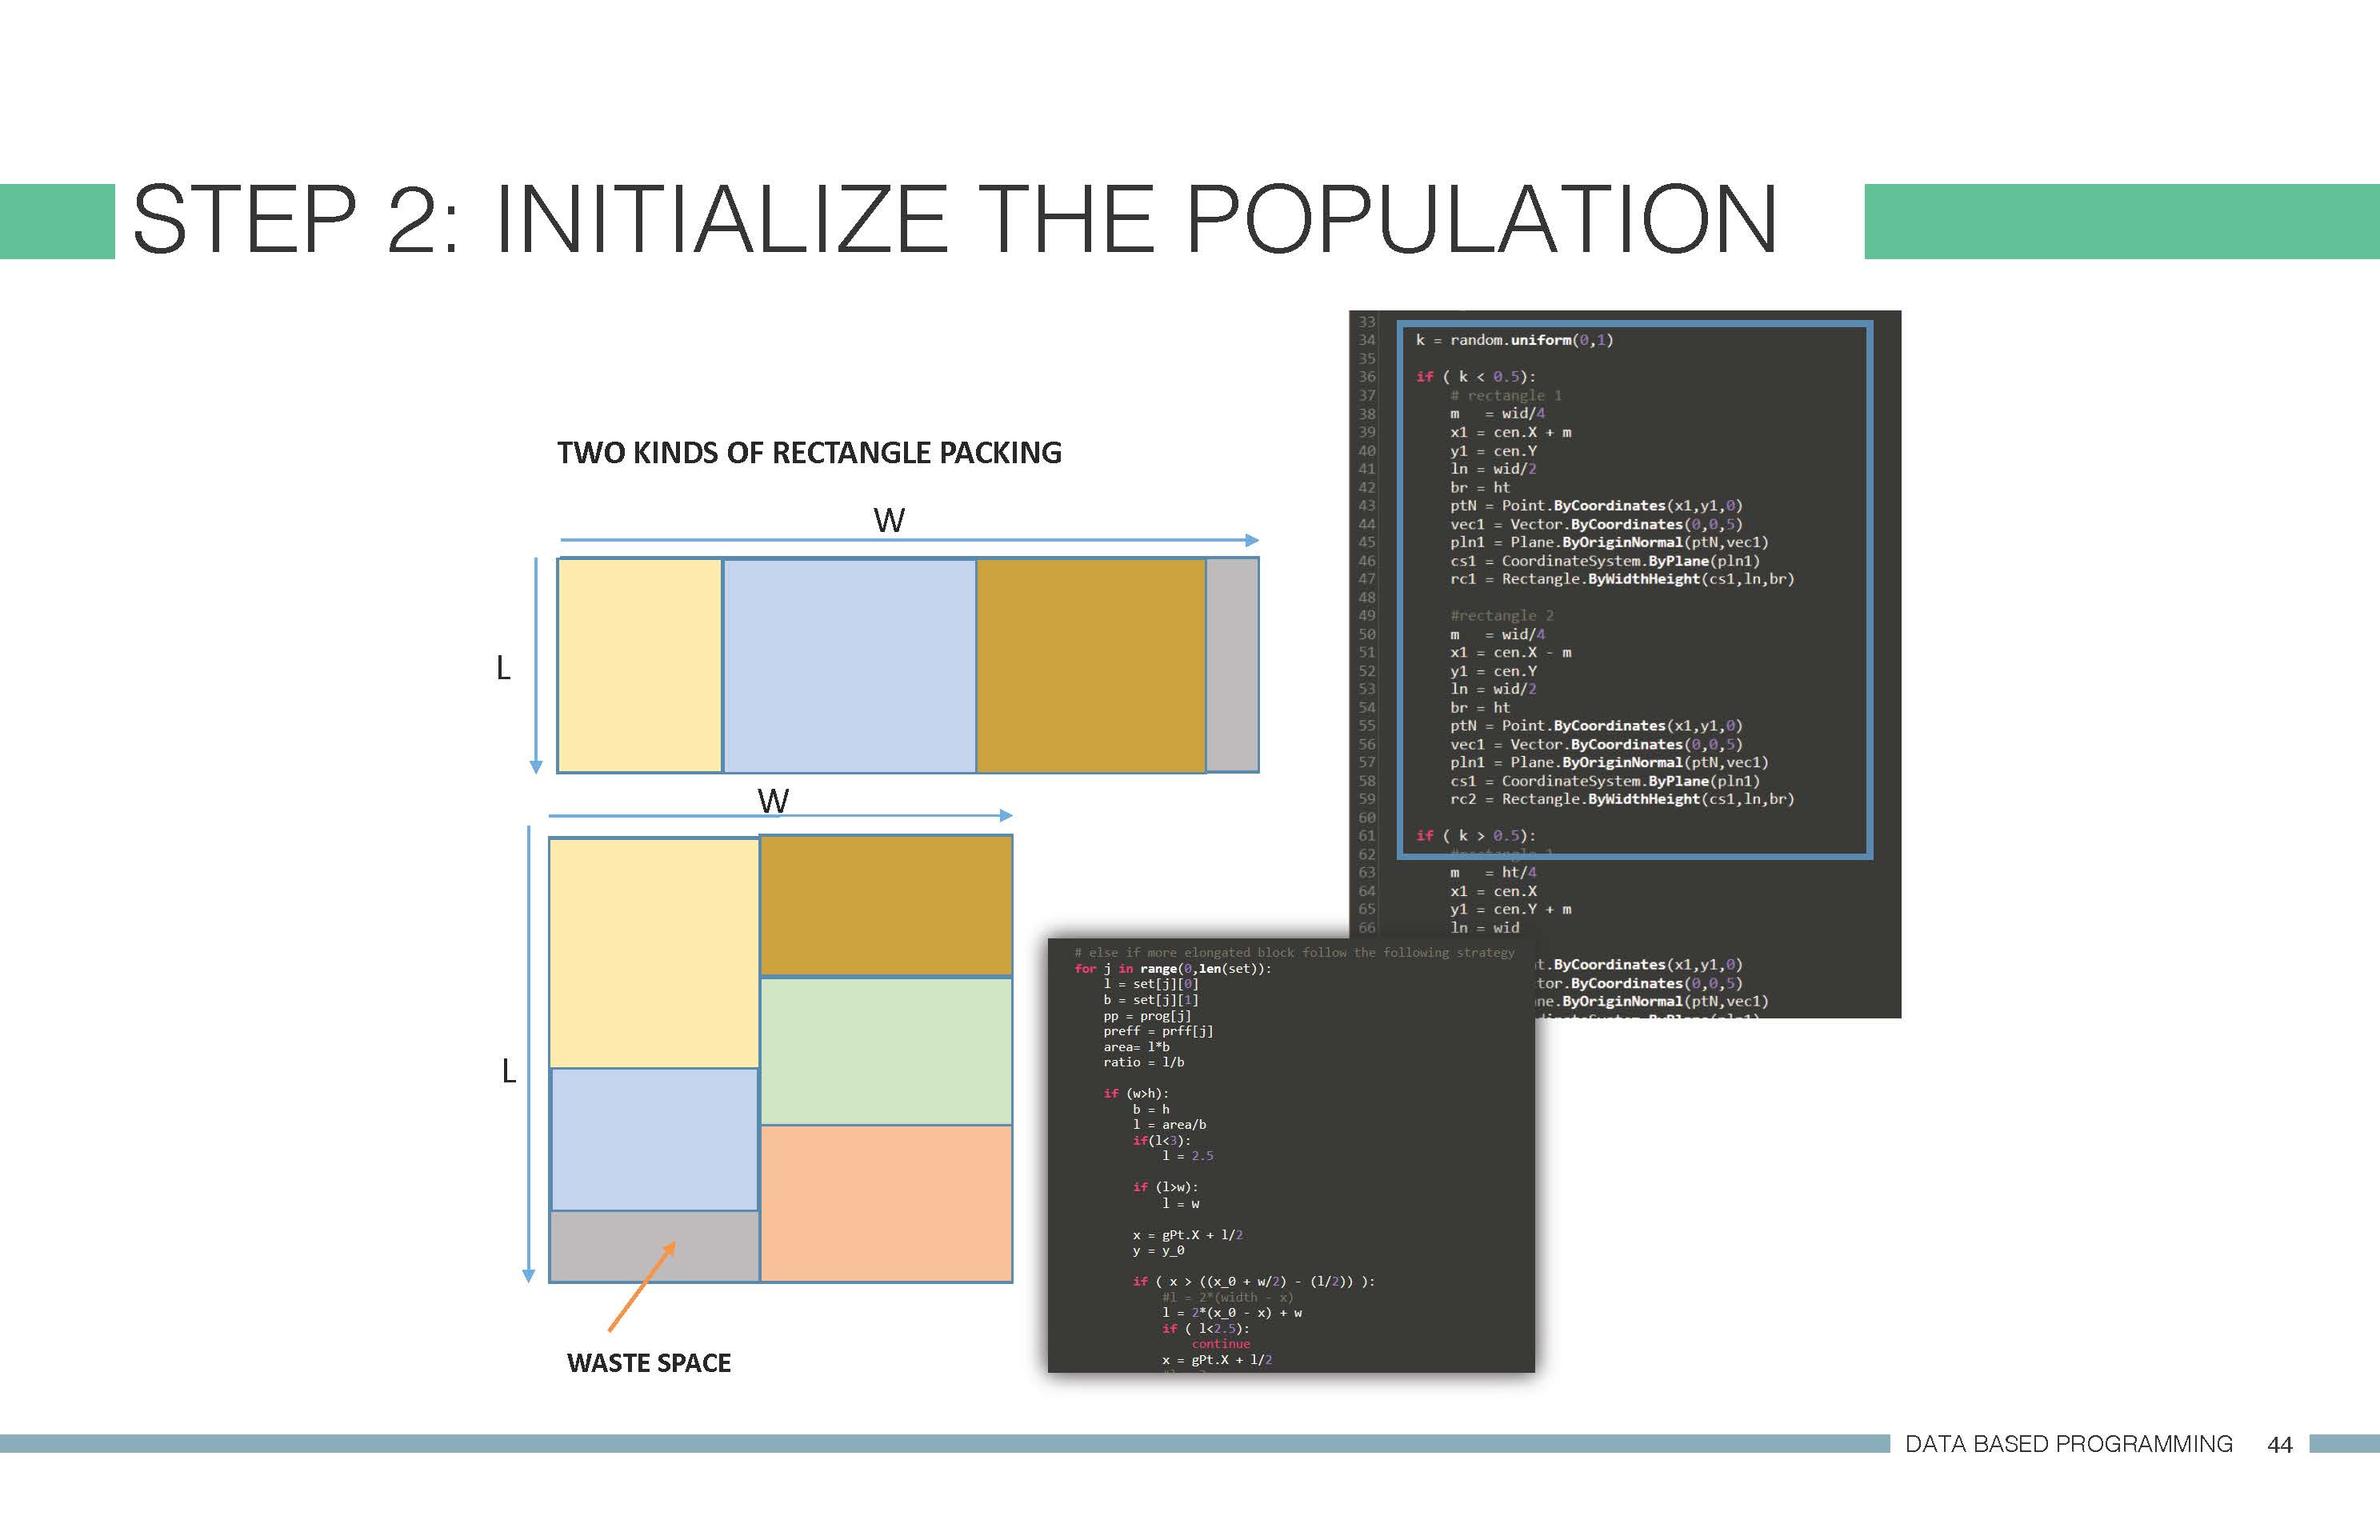 STEP 2: INITIALIZE THE POPULATION
TWO KINDS OF RECTANGLE PACKING
W
L
W
L
WASTE SPACE
33
34 k = random.uniform(0,1)
35
36 if ( k < 0.5):
37 # rectangle 1
38 m = wid/4
39 x1 = cen.X + m
40 y1 = cen.Y
41 ln = wid/2
42 br = ht
43 ptN = Point.ByCoordinates(x1,y1,0)
44 vec1 = Vector.ByCoordinates(0,0,5)
45 pln1 = Plane.ByOriginNormal(ptN,vec1)
46 cs1 = CoordinateSystem.ByPlane(pln1)
47 rc1 = Rectangle.ByWidthHeight(cs1,ln,br)
48
49 #rectangle 2
50 m = wid/4
51 x1 = cen.X - m
52 y1 = cen.Y
53 ln = wid/2
54 br = ht
55 ptN = Point.ByCoordinates(x1,y1,0)
56 vec1 = Vector.ByCoordinates(0,0,5)
57 pln1 = Plane.ByOriginNormal(ptN,vec1)
58 cs1 = CoordinateSystem.ByPlane(pln1)
59 rc2 = Rectangle.ByWidthHeight(cs1,ln,br)
60
61 if ( k > 0.5):
62 #rectangle 1
63 m = ht/4
64 x1 = cen.X
65 y1 = cen.Y + m
66 ln = wid
t.ByCoordinates(x1,y1,0)
tor.ByCoordinates(0,0,5)
ne.ByOriginNormal(ptN,vec1)
dinateSystem.ByPlane(pln1)
# else if more elongated block follow the following strategy
for j in range(0,len(set)):
l = set[j][0]
b = set[j][1]
pp = prog[j]
preff = prff[j]
area= l*b
ratio = l/b
if (w>h):
b = h
l = area/b
if(l<3):
l = 2.5
if (l>w):
l = w
x = gPt.X + l/2
y = y_0
if ( x > ((x_0 + w/2) - (l/2)) ):
#l = 2*(width - x)
l = 2*(x_0 - x) + w
if ( l<2.5):
continue
x = gPt.X + l/2
DATA BASED PROGRAMMING 44